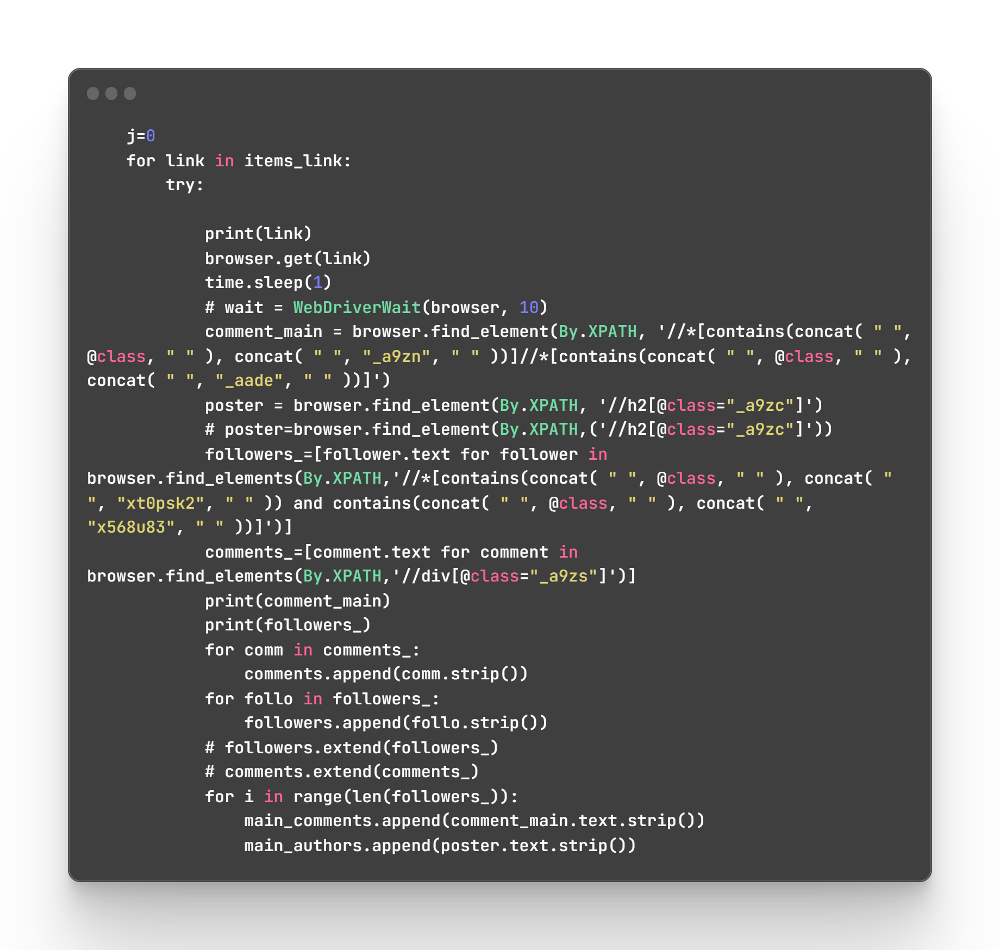 j=0
for link in items_link:
try:
print(link)
browser.get(link)
time.sleep(1)
# wait = WebDriverWait(browser, 10)
comment_main = browser.find_element(By.XPATH, '//*[contains(concat( " ",
@class, " " ), concat( " ", "_a9zn", " " ))]//*[contains(concat( " ", @class, " " ),
concat( " ", "_aade", " " ))]')
poster = browser.find_element(By.XPATH, '//h2[@class="_a9zc"]')
# poster=browser.find_element(By.XPATH,('//h2[@class="_a9zc"]'))
followers_=[follower.text for follower in
browser.find_elements(By.XPATH,'//*[contains(concat( " ", @class, " " ), concat( "
", "xt0psk2", " " )) and contains(concat( " ", @class, " " ), concat( " ",
"x568u83", " " ))]')]
comments_=[comment.text for comment in
browser.find_elements(By.XPATH,'//div[@class="_a9zs"]')]
print(comment_main)
print(followers_)
for comm in comments_:
comments.append(comm.strip())
for follo in followers_:
followers.append(follo.strip())
# followers.extend(followers_)
# comments.extend(comments_)
for i in range(len(followers_)):
main_comments.append(comment_main.text.strip())
main_authors.append(poster.text.strip())